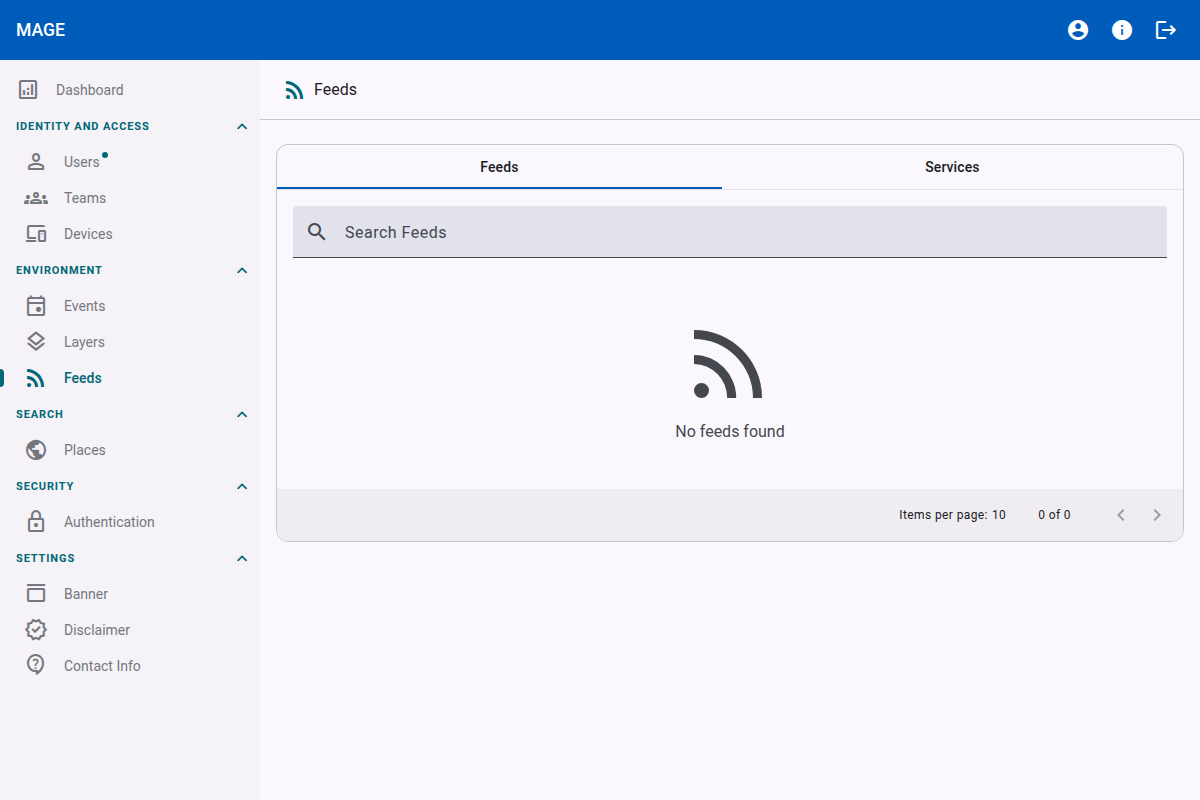 MAGE
Dashboard
IDENTITY AND ACCESS
Users
Teams
Devices
ENVIRONMENT
Events
Layers
Feeds
SEARCH
Places
SECURITY
Authentication
SETTINGS
Banner
Disclaimer
Contact Info
Feeds
Feeds Services
Search Feeds
No feeds found
Items per page: 10 0 of 0